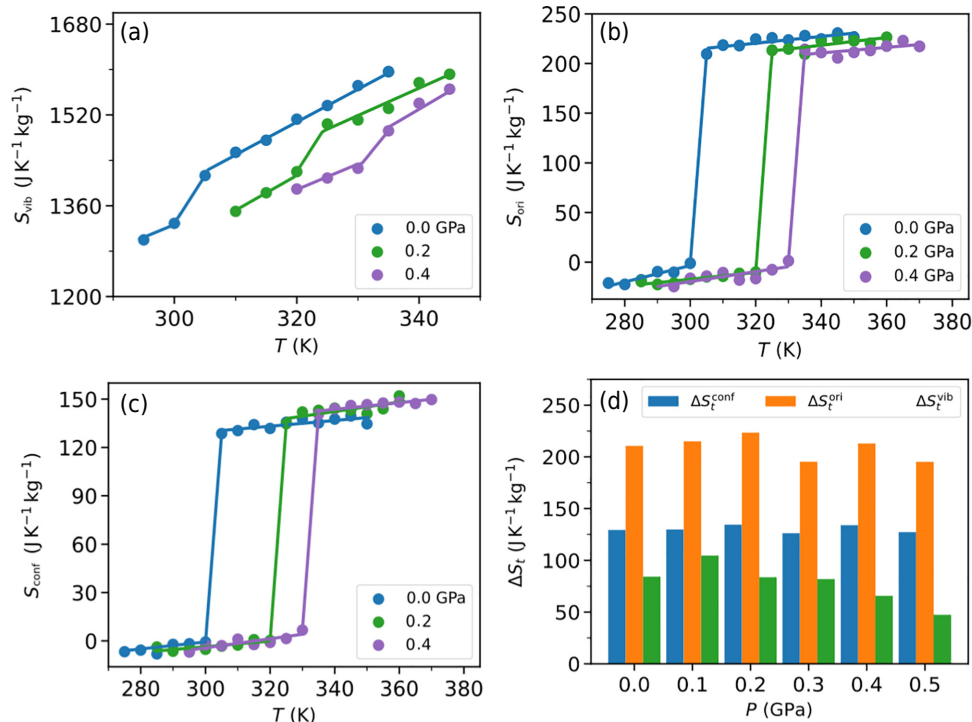 (a)
1680
1520
1360
1200
S_vib (J K⁻¹ kg⁻¹)
0.0 GPa
0.2
0.4
300
320
340
T (K)
(b)
250
200
150
100
50
0
S_ori (J K⁻¹ kg⁻¹)
0.0 GPa
0.2 GPa
0.4 GPa
280
300
320
340
360
380
T (K)
(c)
150
120
90
60
30
0
S_conf (J K⁻¹ kg⁻¹)
0.0 GPa
0.2
0.4
280
300
320
340
360
380
T (K)
(d)
ΔS_t^conf ΔS_t^ori ΔS_t^vib
250
200
150
100
50
0
ΔS_t (J K⁻¹ kg⁻¹)
0.0
0.1
0.2
0.3
0.4
0.5
P (GPa)